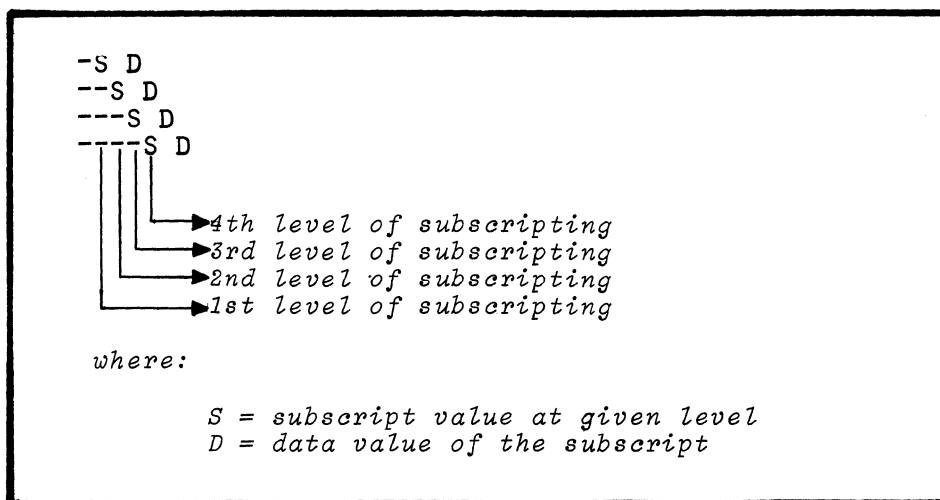 -S D
--S D
---S D
----S D
4th level of subscripting
3rd level of subscripting
2nd level of subscripting
1st level of subscripting
where:
S = subscript value at given level
D = data value of the subscript